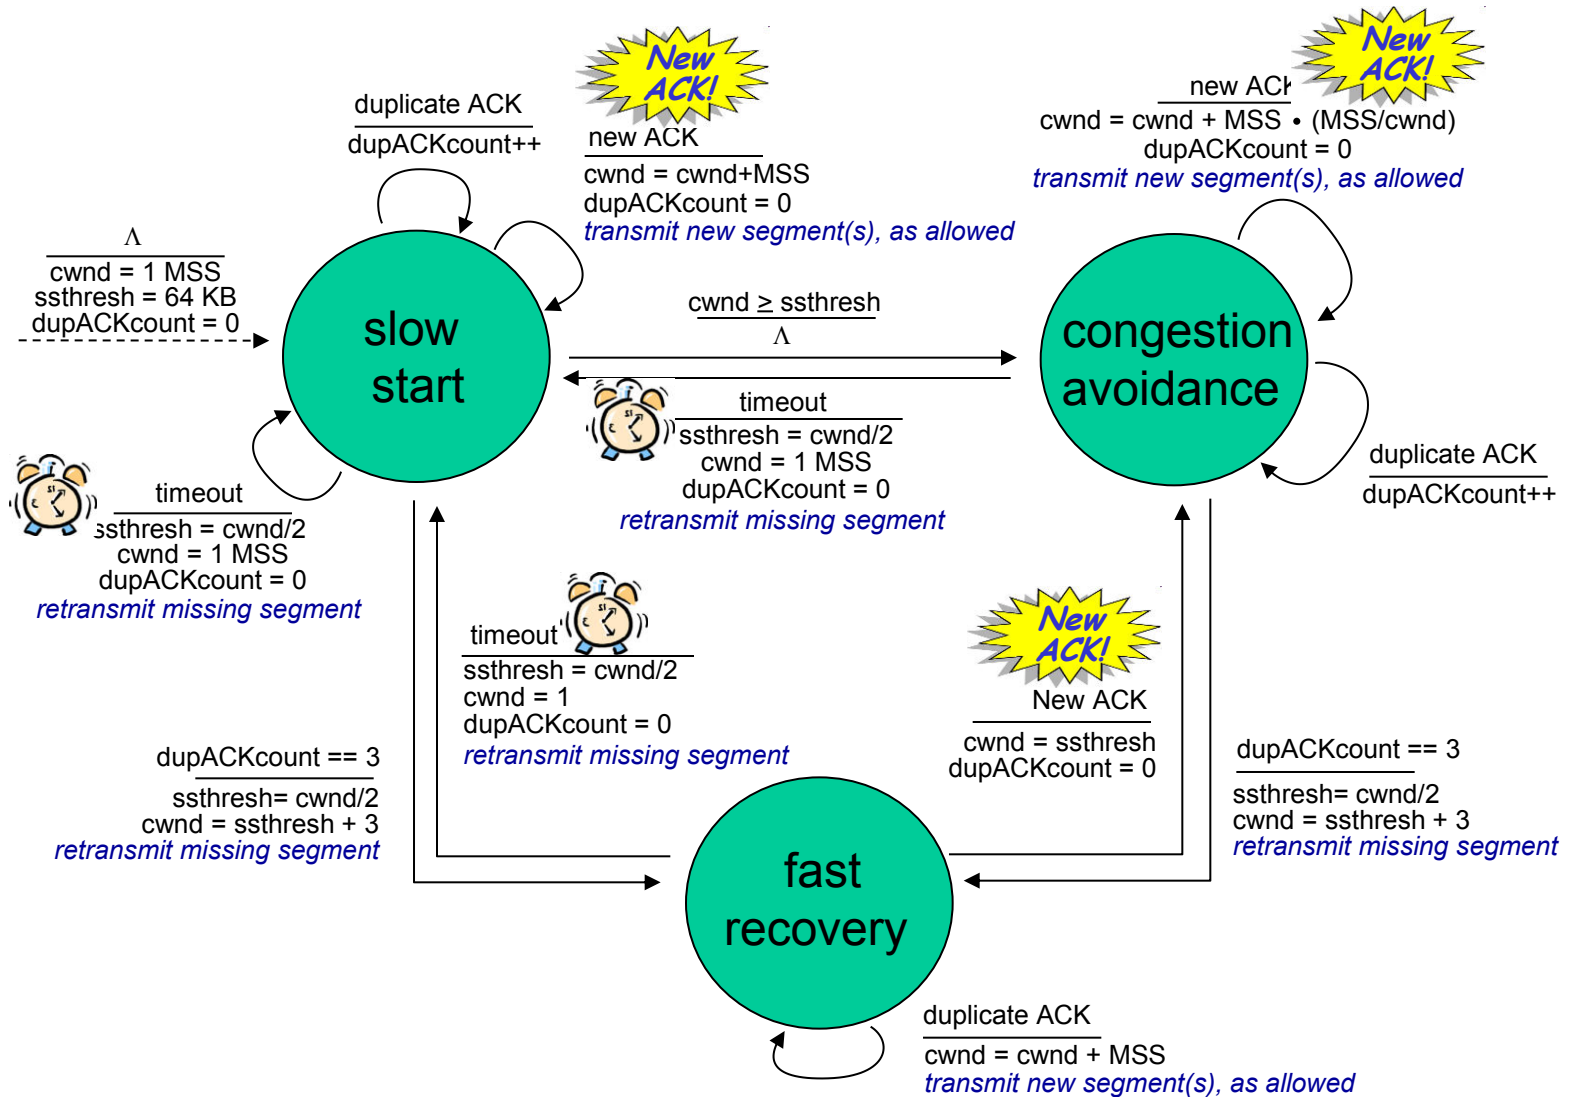 New
ACK!
duplicate ACK
dupACKcount++
new ACK
cwnd = cwnd+MSS
dupACKcount = 0
transmit new segment(s), as allowed
New
ACK!
new ACK
cwnd = cwnd + MSS • (MSS/cwnd)
dupACKcount = 0
transmit new segment(s), as allowed
Λ
cwnd = 1 MSS
ssthresh = 64 KB
dupACKcount = 0
slow
start
cwnd ≥ ssthresh
Λ
congestion
avoidance
timeout
ssthresh = cwnd/2
cwnd = 1 MSS
dupACKcount = 0
retransmit missing segment
duplicate ACK
dupACKcount++
timeout
ssthresh = cwnd/2
cwnd = 1 MSS
dupACKcount = 0
retransmit missing segment
timeout
ssthresh = cwnd/2
cwnd = 1
dupACKcount = 0
retransmit missing segment
New
ACK!
New ACK
cwnd = ssthresh
dupACKcount = 0
dupACKcount == 3
ssthresh= cwnd/2
cwnd = ssthresh + 3
retransmit missing segment
dupACKcount == 3
ssthresh= cwnd/2
cwnd = ssthresh + 3
retransmit missing segment
fast
recovery
duplicate ACK
cwnd = cwnd + MSS
transmit new segment(s), as allowed